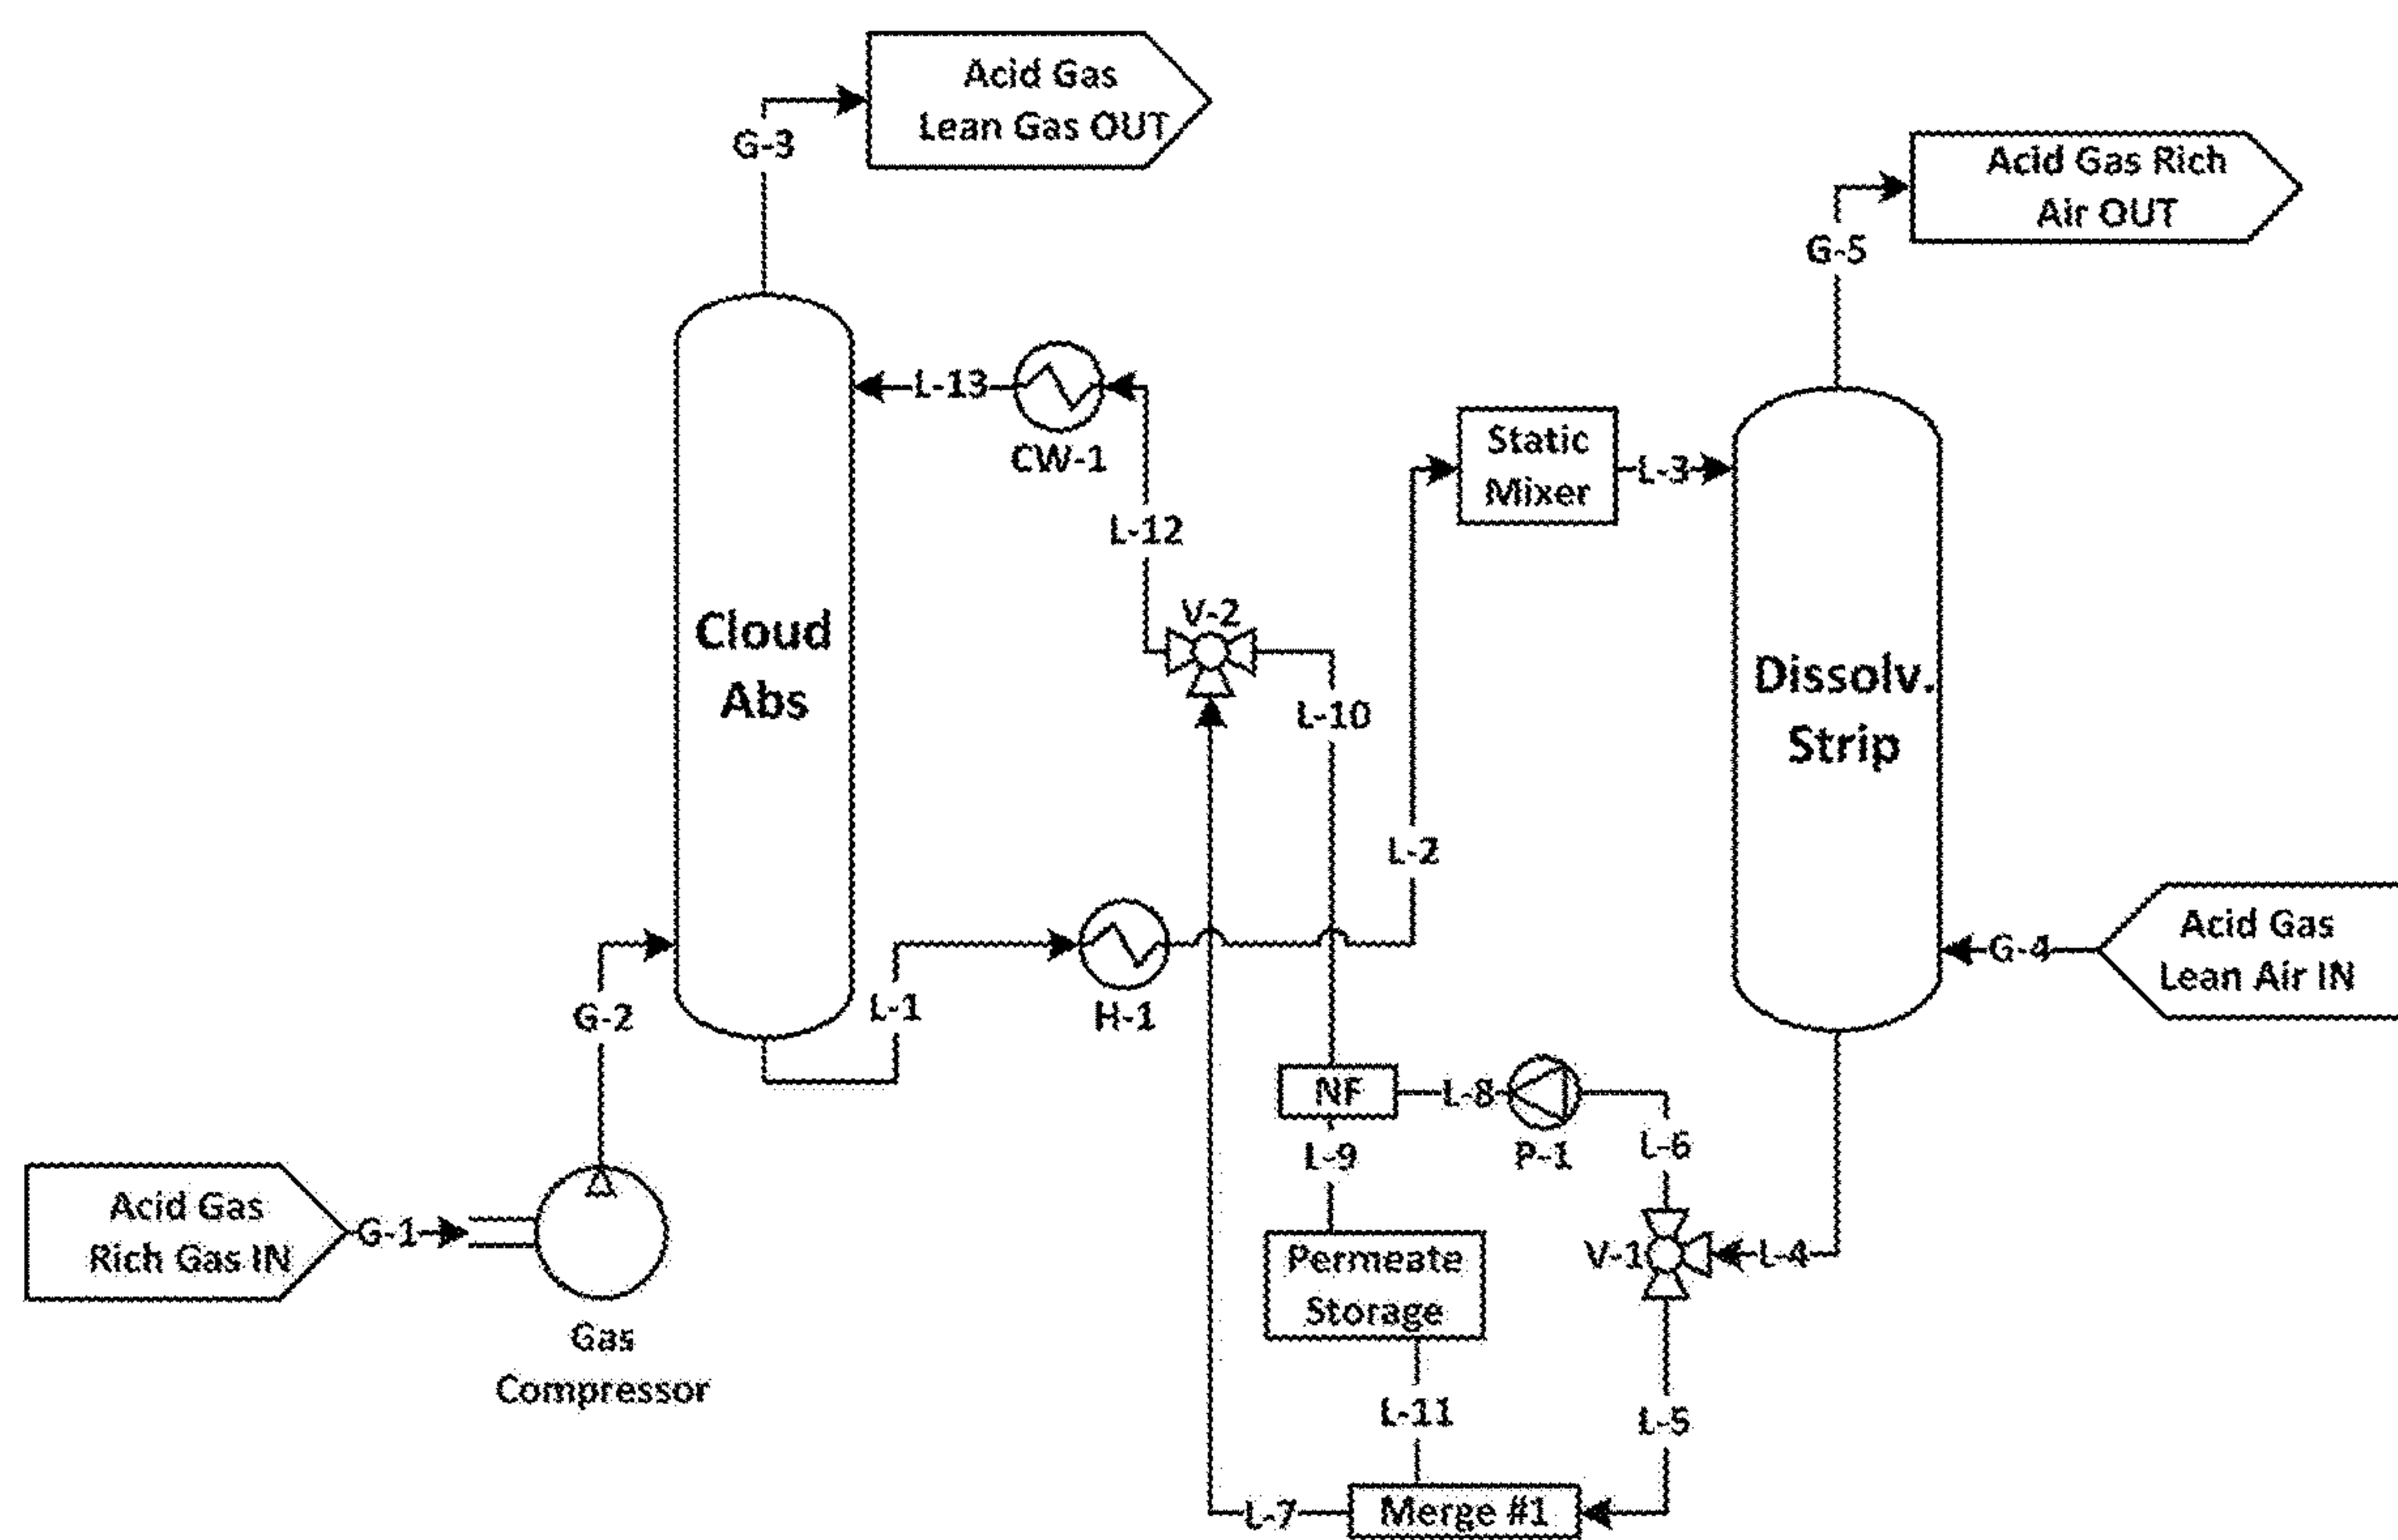 Acid Gas
Lean Gas OUT
G-3
Acid Gas Rich
Air OUT
G-5
L-13
CW-1
Static
Mixer
L-3
L-12
V-2
Cloud
Abs
L-10
Dissolv.
Strip
L-2
Acid Gas
Lean Air IN
G-4
G-2
L-1
H-1
NF
L-8
P-1
L-6
L-9
Acid Gas
Rich Gas IN
G-1
Gas
Compressor
Permeate
Storage
V-1
L-4
L-11
L-5
L-7
Merge #1